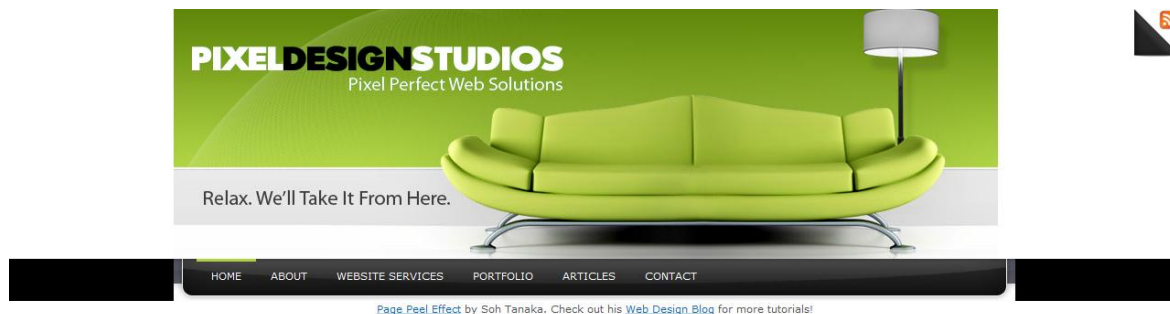 PIXELDESIGNSTUDIOS
Pixel Perfect Web Solutions
Relax. We'll Take It From Here.
HOME ABOUT WEBSITE SERVICES PORTFOLIO ARTICLES CONTACT
Page Peel Effect by Soh Tanaka. Check out his Web Design Blog for more tutorials!